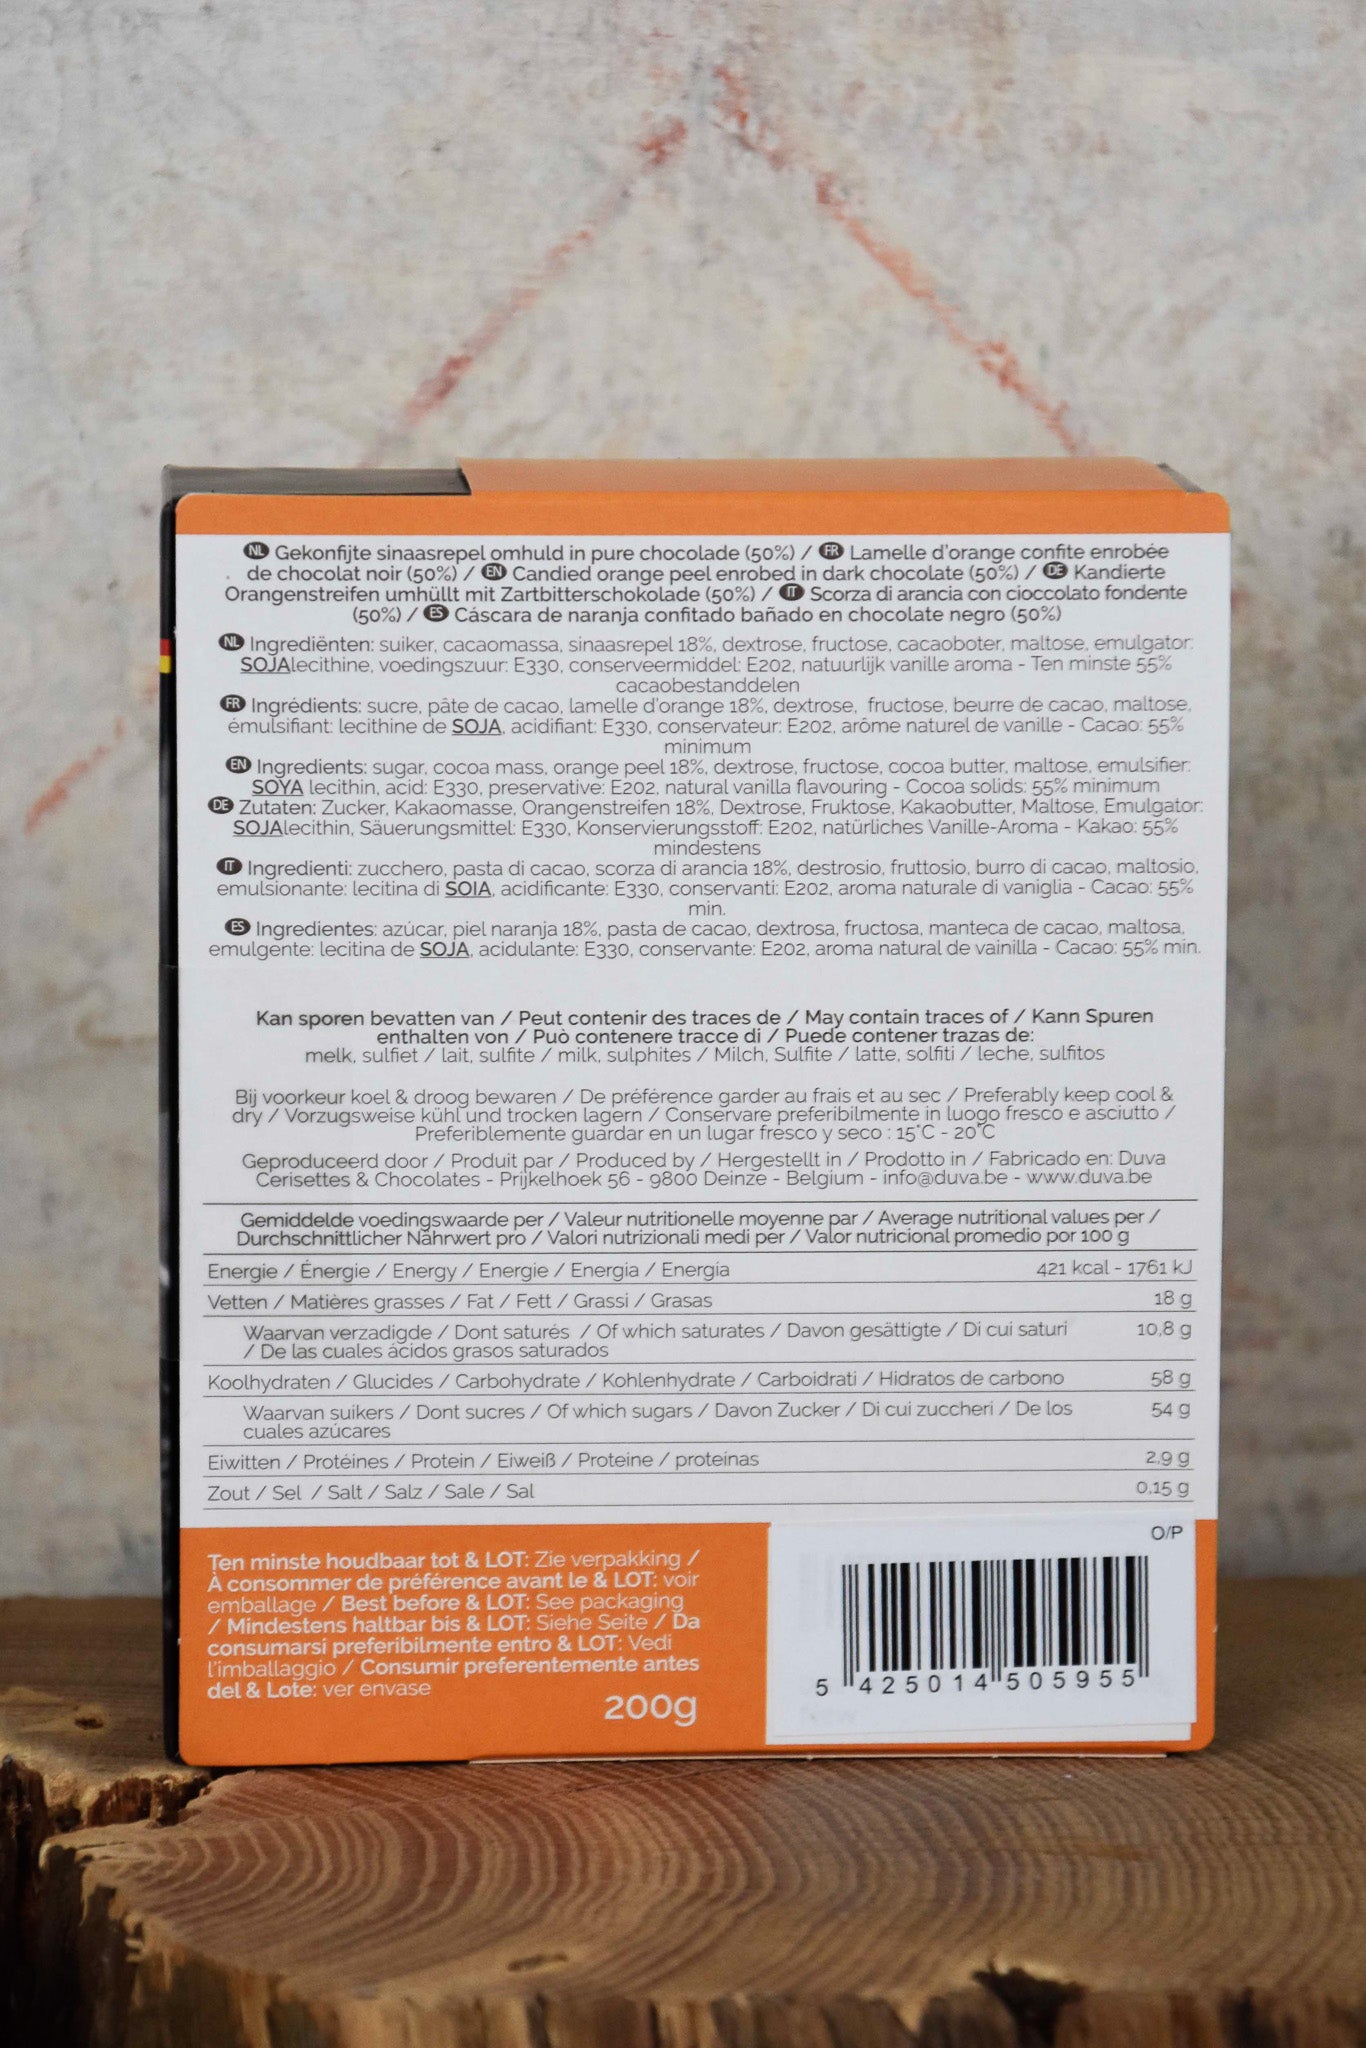 NL Gekonfijte sinaasrepel omhuld in pure chocolade (50%) / FR Lamelle d'orange confite enrobée
de chocolat noir (50%) / EN Candied orange peel enrobed in dark chocolate (50%) / DE Kandierte
Orangenstreifen umhüllt mit Zartbitterschokolade (50%) / IT Scorza di arancia con cioccolato fondente
(50%) / ES Cáscara de naranja confitado bañado en chocolate negro (50%)
NL Ingrediënten: suiker, cacaomassa, sinaasrepel 18%, dextrose, fructose, cacaoboter, maltose, emulgator:
SOJAlecithine, voedingszuur: E330, conserveermiddel: E202, natuurlijk vanille aroma - Ten minste 55%
cacaobestanddelen
FR Ingrédients: sucre, pâte de cacao, lamelle d'orange 18%, dextrose, fructose, beurre de cacao, maltose,
émulsifiant: lecithine de SOJA, acidifiant: E330, conservateur: E202, arôme naturel de vanille - Cacao: 55%
minimum
EN Ingredients: sugar, cocoa mass, orange peel 18%, dextrose, fructose, cocoa butter, maltose, emulsifier:
SOYA lecithin, acid: E330, preservative: E202, natural vanilla flavouring - Cocoa solids: 55% minimum
DE Zutaten: Zucker, Kakaomasse, Orangenstreifen 18%, Dextrose, Fruktose, Kakaobutter, Maltose, Emulgator:
SOJAlecithin, Säuerungsmittel: E330, Konservierungsstoff: E202, natürliches Vanille-Aroma - Kakao: 55%
mindestens
IT Ingredienti: zucchero, pasta di cacao, scorza di arancia 18%, destrosio, fruttosio, burro di cacao, maltosio,
emulsionante: lecitina di SOIA, acidificante: E330, conservanti: E202, aroma naturale di vaniglia - Cacao: 55%
min.
ES Ingredientes: azúcar, piel naranja 18%, pasta de cacao, dextrosa, fructosa, manteca de cacao, maltosa,
emulgente: lecitina de SOJA, acidulante: E330, conservante: E202, aroma natural de vainilla - Cacao: 55% min.
Kan sporen bevatten van / Peut contenir des traces de / May contain traces of / Kann Spuren
enthalten von / Può contenere tracce di / Puede contener trazas de:
melk, sulfiet / lait, sulfite / milk, sulphites / Milch, Sulfite / latte, solfiti / leche, sulfitos
Bij voorkeur koel & droog bewaren / De préférence garder au frais et au sec / Preferably keep cool &
dry / Vorzugsweise kühl und trocken lagern / Conservare preferibilmente in luogo fresco e asciutto /
Preferiblemente guardar en un lugar fresco y seco : 15°C - 20°C
Geproduceerd door / Produit par / Produced by / Hergestellt in / Prodotto in / Fabricado en: Duva
Cerisettes & Chocolates - Prijkelhoek 56 - 9800 Deinze - Belgium - info@duva.be - www.duva.be
Gemiddelde voedingswaarde per / Valeur nutritionelle moyenne par / Average nutritional values per /
Durchschnittlicher Nährwert pro / Valori nutrizionali medi per / Valor nutricional promedio por 100 g
Energie / Énergie / Energy / Energie / Energia / Energía 421 kcal - 1761 kJ
Vetten / Matières grasses / Fat / Fett / Grassi / Grasas 18 g
Waarvan verzadigde / Dont saturés / Of which saturates / Davon gesättigte / Di cui saturi 10,8 g
/ De las cuales ácidos grasos saturados
Koolhydraten / Glucides / Carbohydrate / Kohlenhydrate / Carboidrati / Hidratos de carbono 58 g
Waarvan suikers / Dont sucres / Of which sugars / Davon Zucker / Di cui zuccheri / De los 54 g
cuales azúcares
Eiwitten / Protéines / Protein / Eiweiß / Proteine / proteínas 2,9 g
Zout / Sel / Salt / Salz / Sale / Sal 0,15 g
Ten minste houdbaar tot & LOT: Zie verpakking /
À consommer de préférence avant le & LOT: voir
emballage / Best before & LOT: See packaging
/ Mindestens haltbar bis & LOT: Siehe Seite / Da
consumarsi preferibilmente entro & LOT: Vedi
l'imballaggio / Consumir preferentemente antes
del & Lote: ver envase
200g
O/P
5 425014 505955